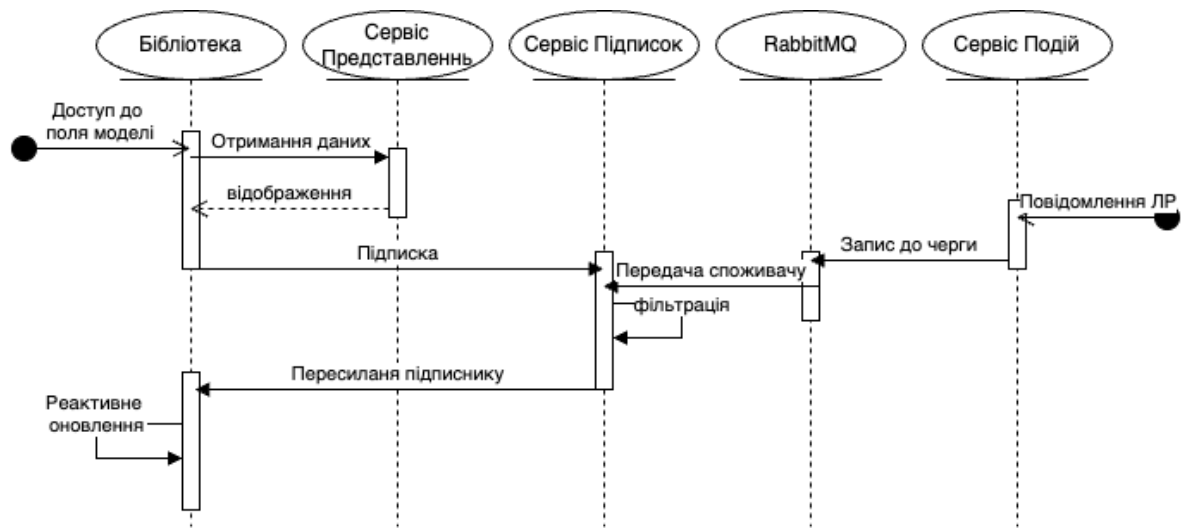 Бібліотека
Сервіс
Представленнь
Сервіс Підписок
RabbitMQ
Сервіс Подій
Доступ до
поля моделі
Отримання даних
відображення
Повідомлення ЛР
Запис до черги
Підписка
Передача споживачу
фільтрація
Пересиланя підписнику
Реактивне
оновлення